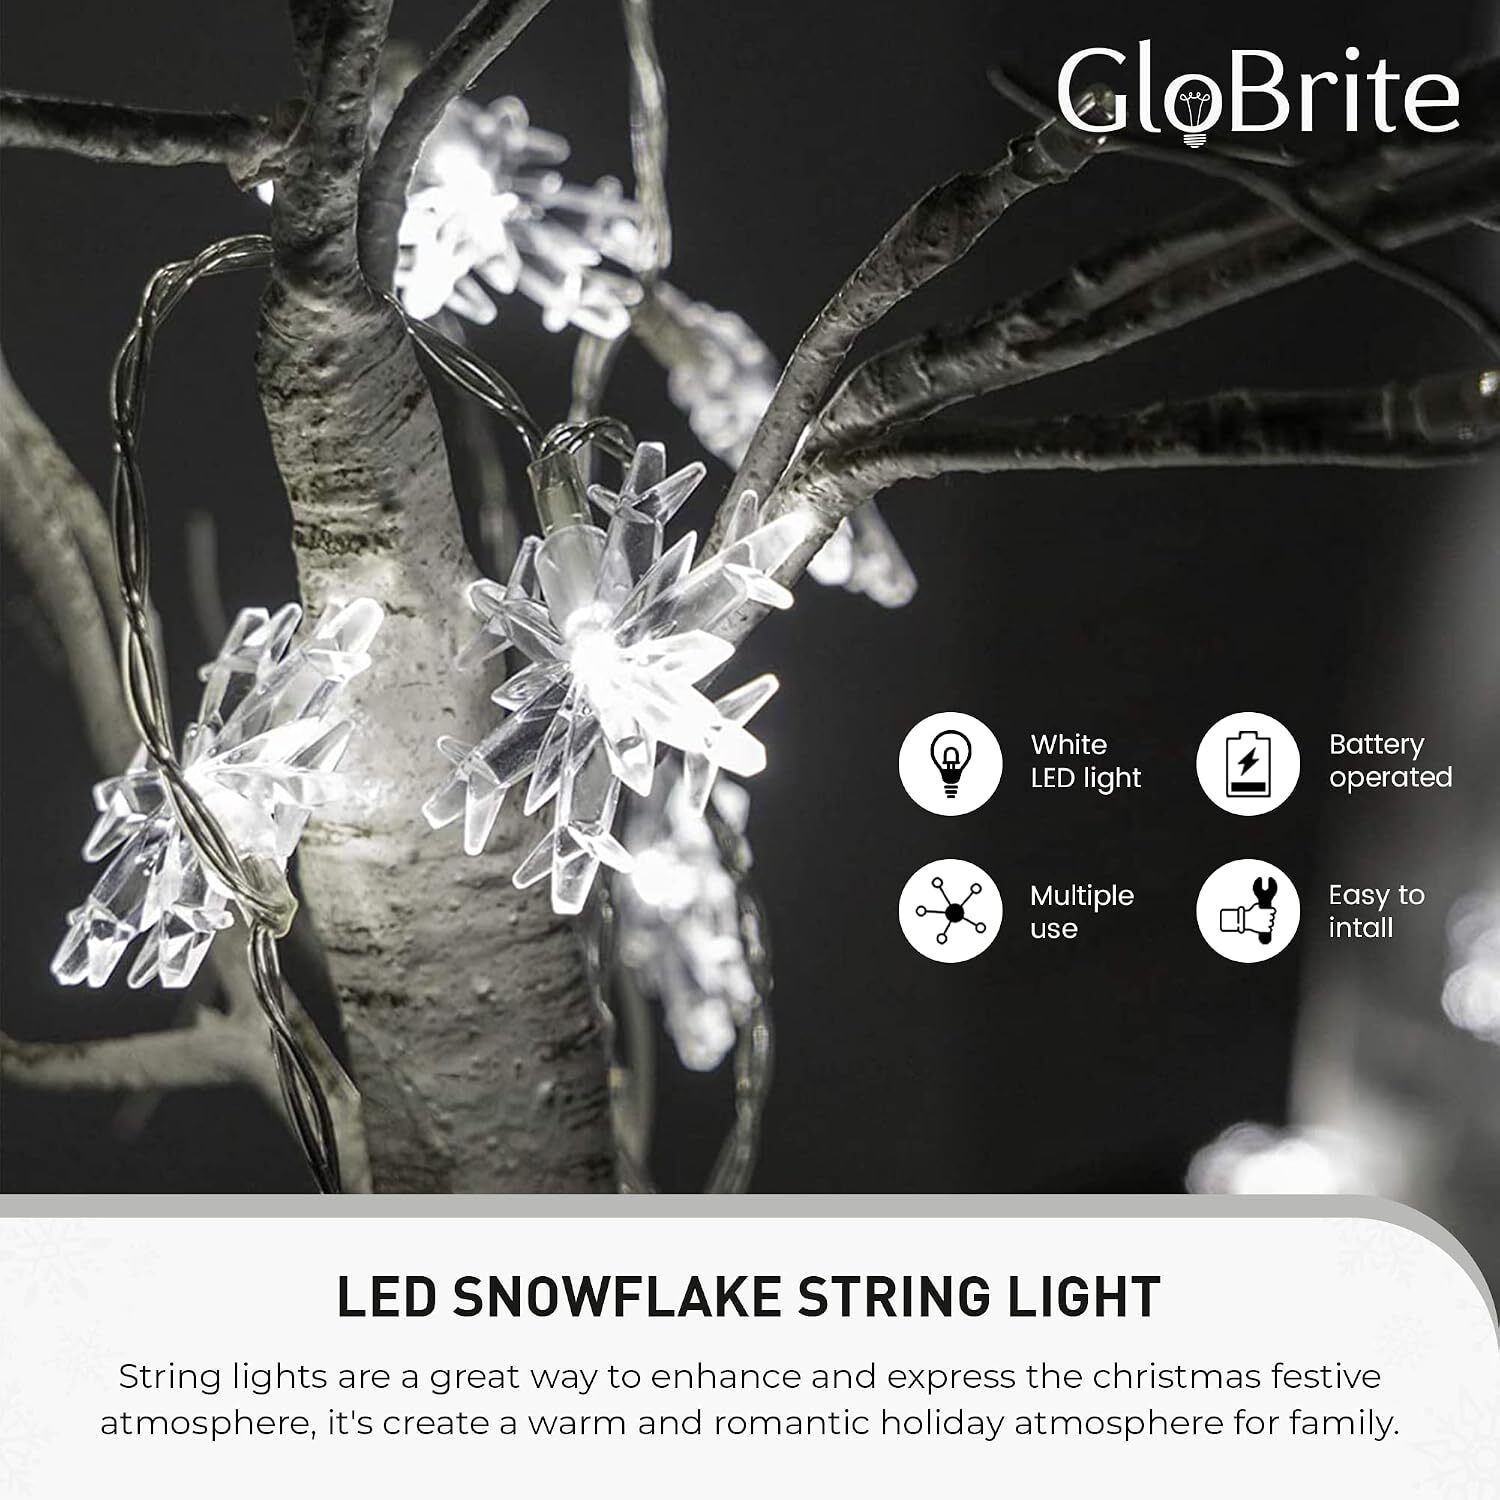 GloBrite
White
LED light
Battery
operated
Multiple
use
Easy to
intall
LED SNOWFLAKE STRING LIGHT
String lights are a great way to enhance and express the christmas festive
atmosphere, it's create a warm and romantic holiday atmosphere for family.